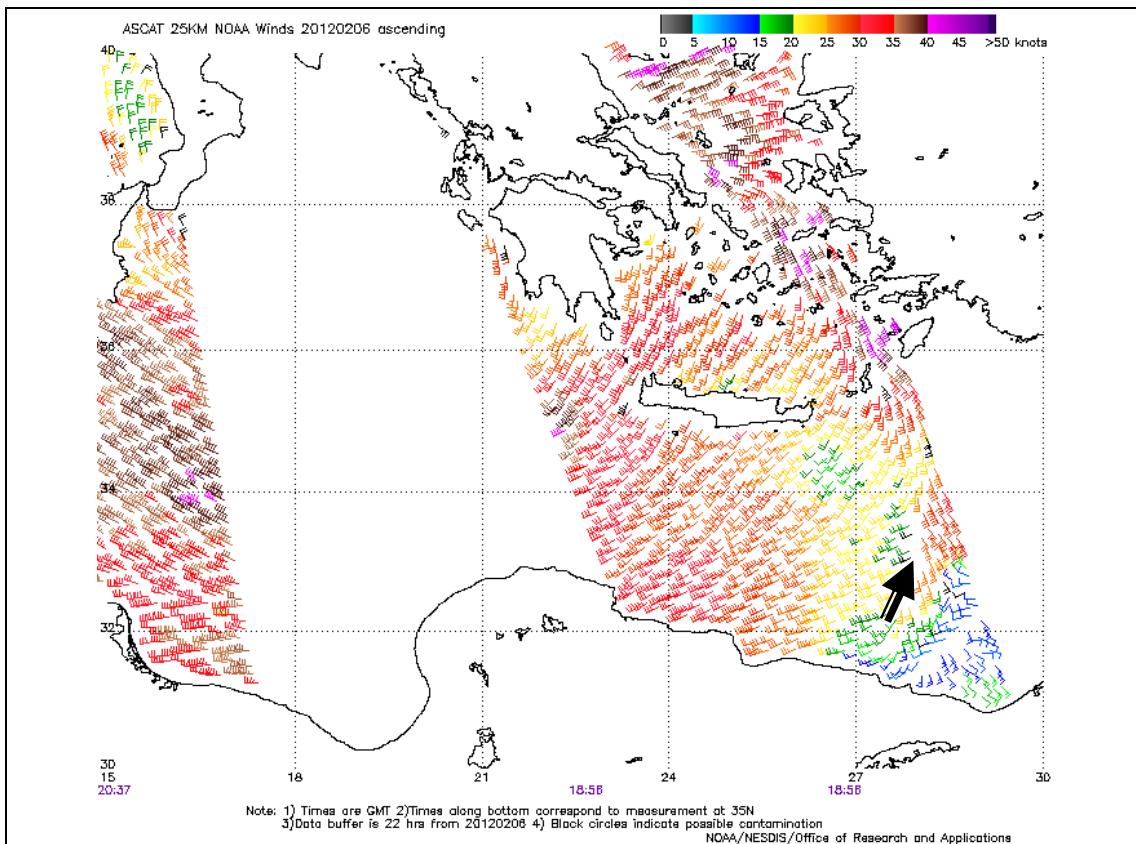 ASCAT 25KM NOAA Winds 20120206 ascending
0 5 10 15 20 25 30 35 40 45 >50 knots
40
38
36
34
32
30
15 18 21 24 27 30
20:37 18:56 18:56
Note: 1) Times are GMT 2)Times along bottom correspond to measurement at 35N
3)Data buffer is 22 hrs from 20120206 4) Black circles indicate possible contamination
NOAA/NESDIS/Office of Research and Applications